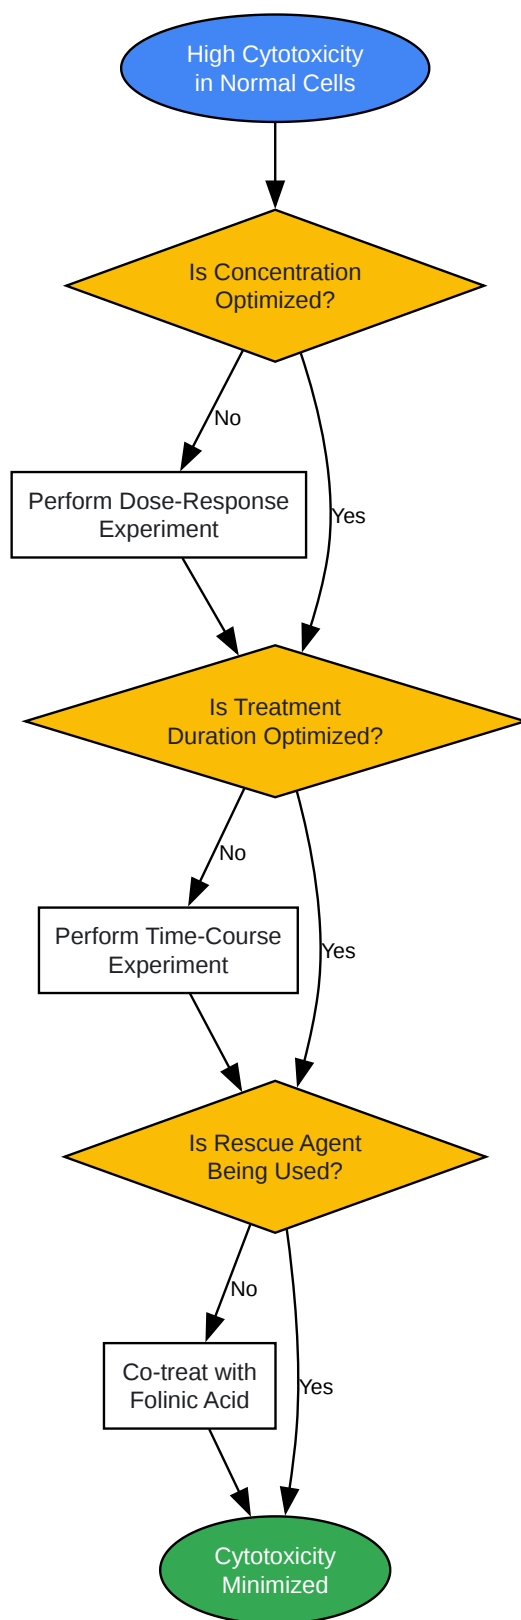 High Cytotoxicity
in Normal Cells
Is Concentration
Optimized?
No
Perform Dose-Response
Experiment
Yes
Is Treatment
Duration Optimized?
No
Perform Time-Course
Experiment
Yes
Is Rescue Agent
Being Used?
No
Co-treat with
Folinic Acid
Yes
Cytotoxicity
Minimized